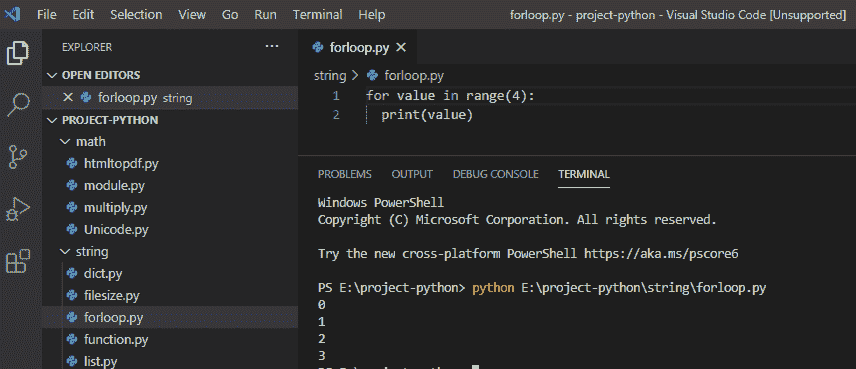 File Edit Selection View Go Run Terminal Help forloop.py - project-python - Visual Studio Code [Unsupported]
EXPLORER ...
OPEN EDITORS
forloop.py string
PROJECT-PYTHON
math
htmltopdf.py
module.py
multiply.py
Unicode.py
string
dict.py
filesize.py
forloop.py
function.py
list.py
forloop.py
string > forloop.py
1 for value in range(4):
2 print(value)
PROBLEMS OUTPUT DEBUG CONSOLE TERMINAL
Windows PowerShell
Copyright (C) Microsoft Corporation. All rights reserved.
Try the new cross-platform PowerShell https://aka.ms/pscore6
PS E:\project-python> python E:\project-python\string\forloop.py
0
1
2
3